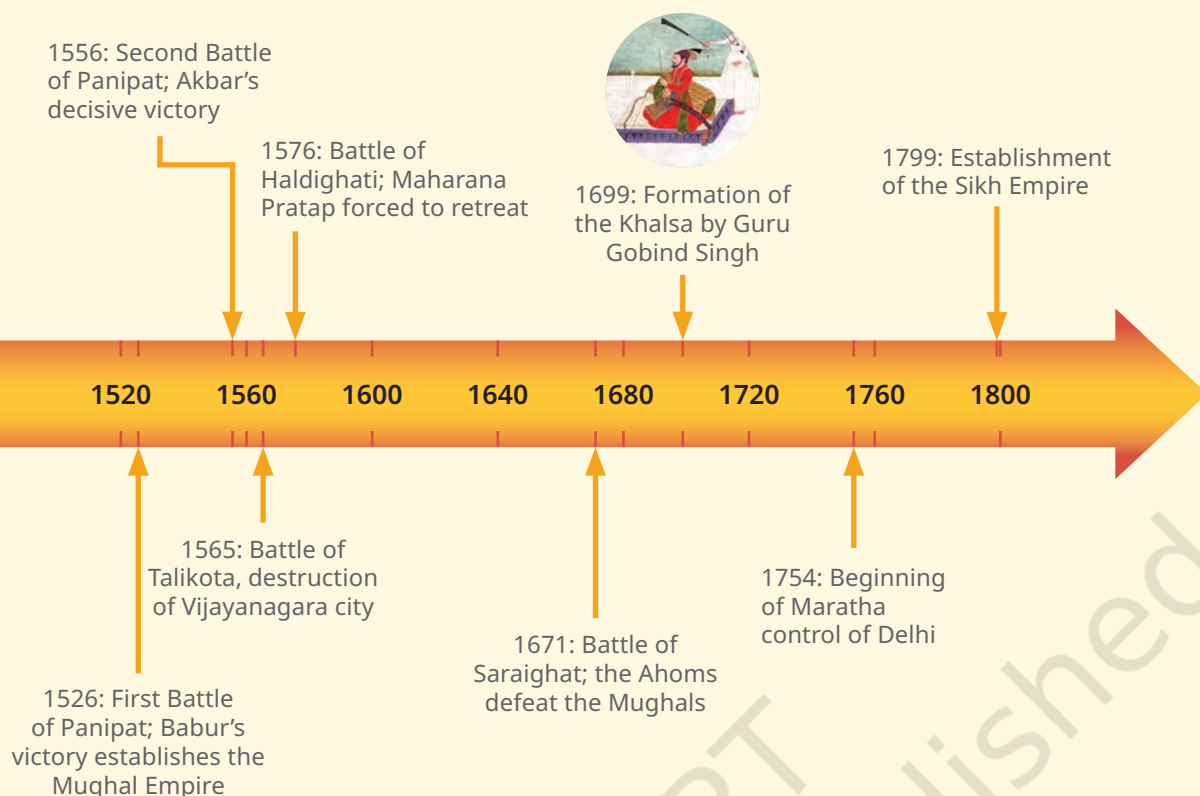 1556: Second Battle
of Panipat; Akbar’s
decisive victory
1576: Battle of
Haldighati; Maharana
Pratap forced to retreat
1699: Formation of
the Khalsa by Guru
Gobind Singh
1799: Establishment
of the Sikh Empire
1520 1560 1600 1640 1680 1720 1760 1800
1526: First Battle
of Panipat; Babur’s
victory establishes the
Mughal Empire
1565: Battle of
Talikota, destruction
of Vijayanagara city
1671: Battle of
Saraighat; the Ahoms
defeat the Mughals
1754: Beginning
of Maratha
control of Delhi